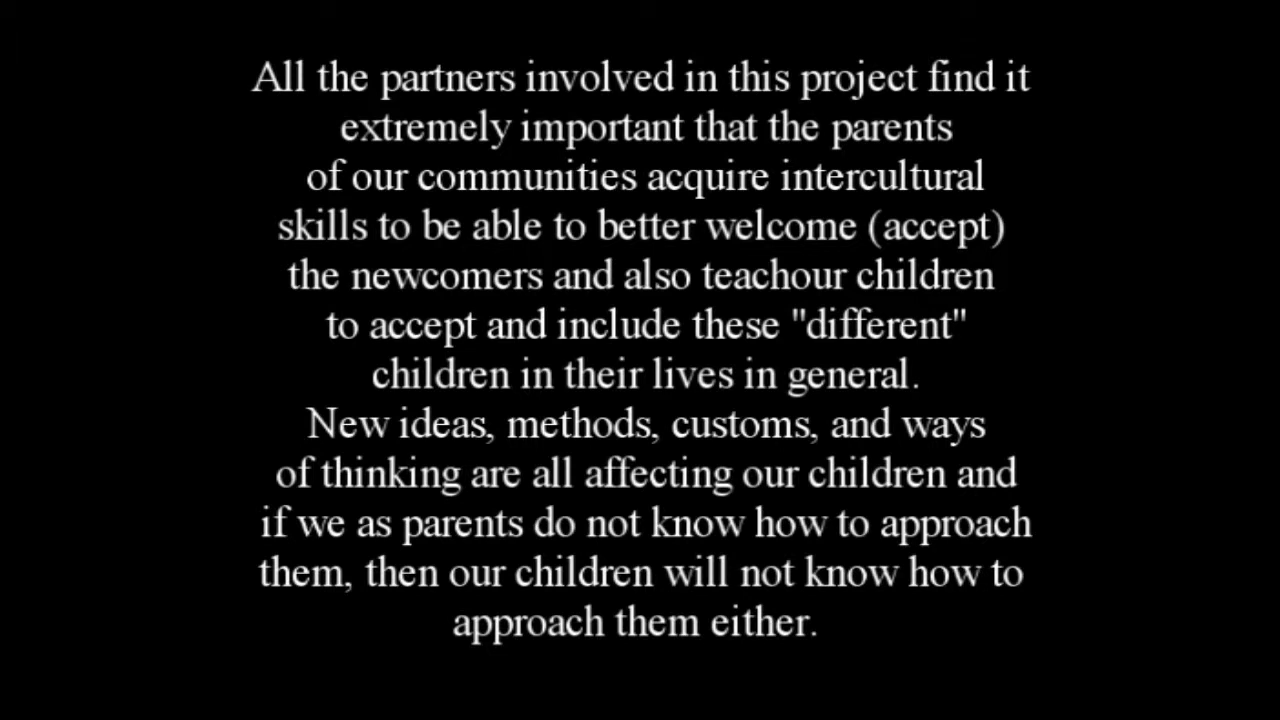 All the partners involved in this project find it
extremely important that the parents
of our communities acquire intercultural
skills to be able to better welcome (accept)
the newcomers and also teachour children
to accept and include these "different"
children in their lives in general.
New ideas, methods, customs, and ways
of thinking are all affecting our children and
if we as parents do not know how to approach
them, then our children will not know how to
approach them either.